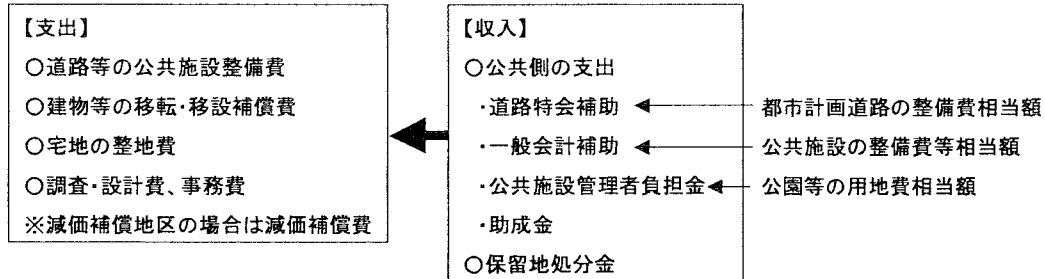 【支出】
○道路等の公共施設整備費
○建物等の移転・移設補償費
○宅地の整地費
○調査・設計費、事務費
※減価補償地区の場合は減価補償費
【収入】
○公共側の支出
・道路特会補助
都市計画道路の整備費相当額
・一般会計補助
公共施設の整備費等相当額
・公共施設管理者負担金
公園等の用地費相当額
・助成金
○保留地処分金